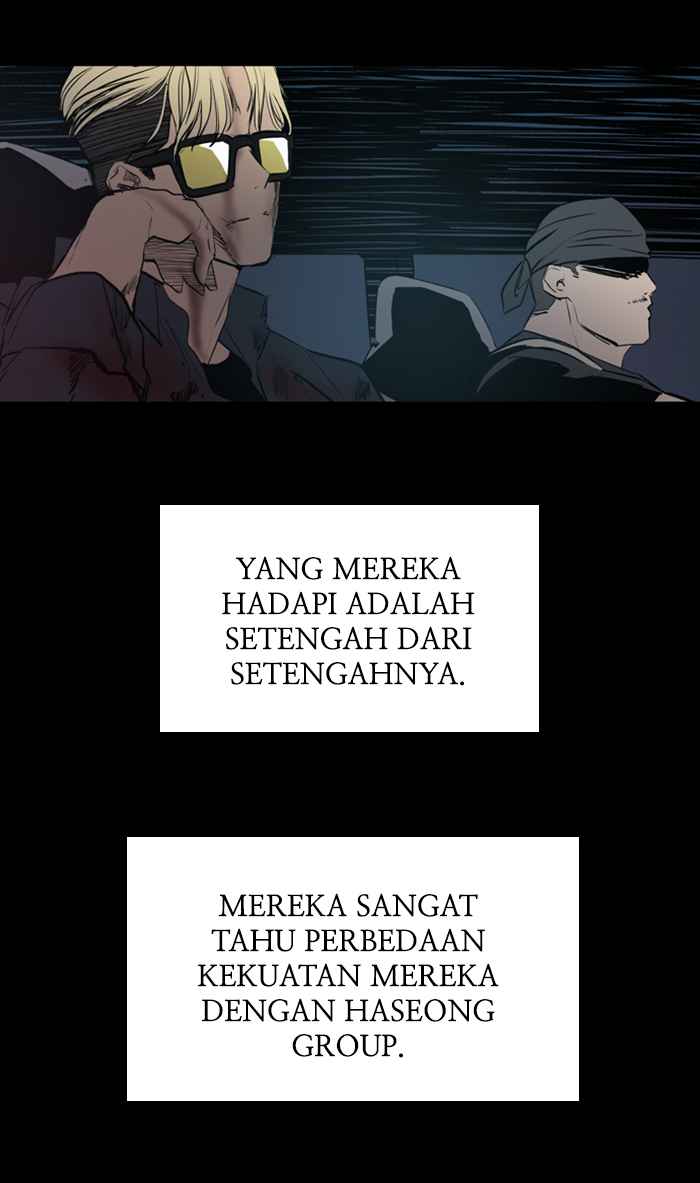 YANG MEREKA
HADAPI ADALAH
SETENGAH DARI
SETENGAHNYA.
MEREKA SANGAT
TAHU PERBEDAAN
KEKUATAN MEREKA
DENGAN HASEONG
GROUP.